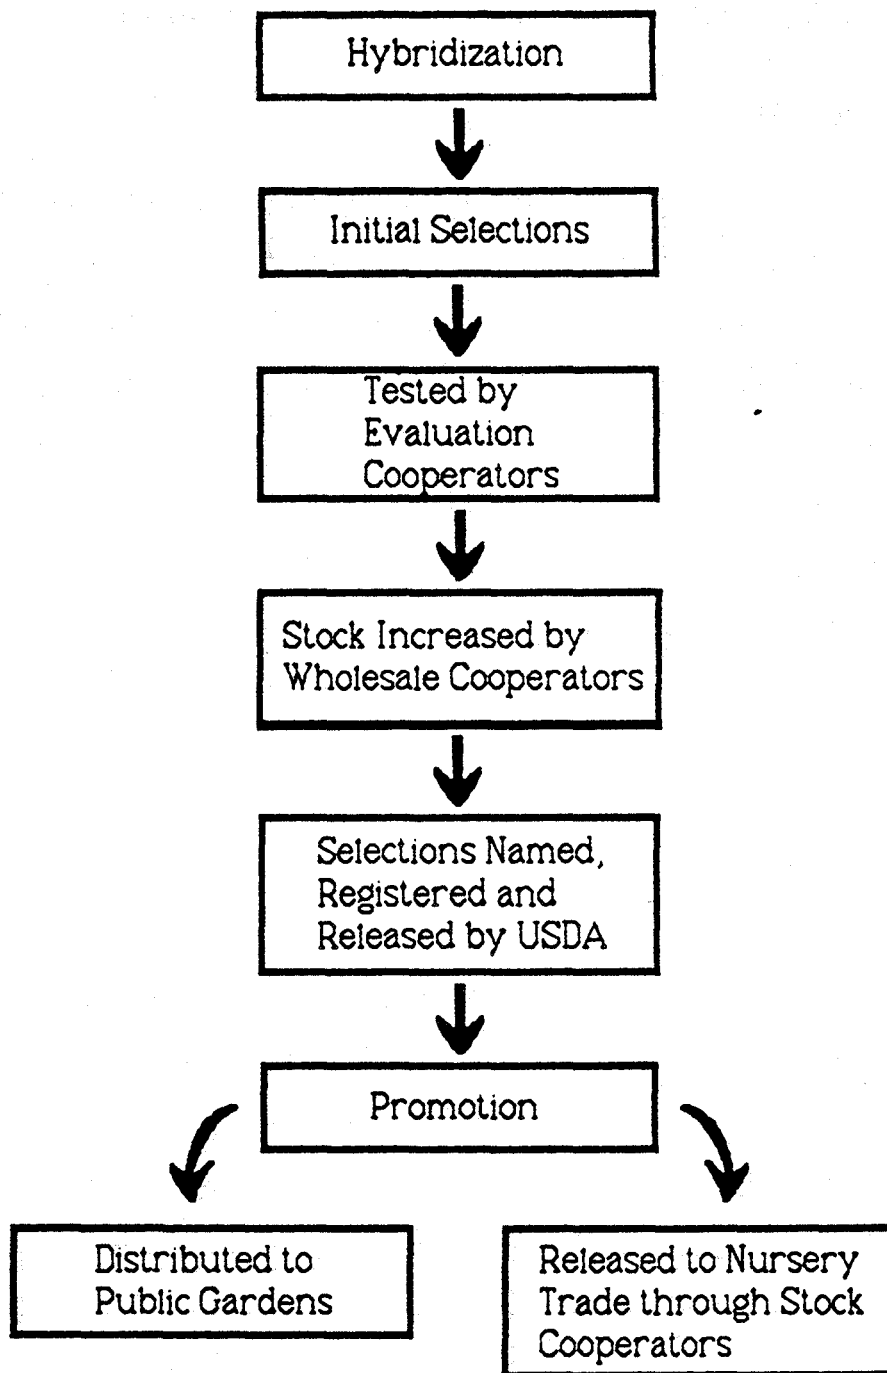 Hybridization
Initial Selections
Tested by
Evaluation
Cooperators
Stock Increased by
Wholesale Cooperators
Selections Named,
Registered and
Released by USDA
Promotion
Distributed to
Public Gardens
Released to Nursery
Trade through Stock
Cooperators